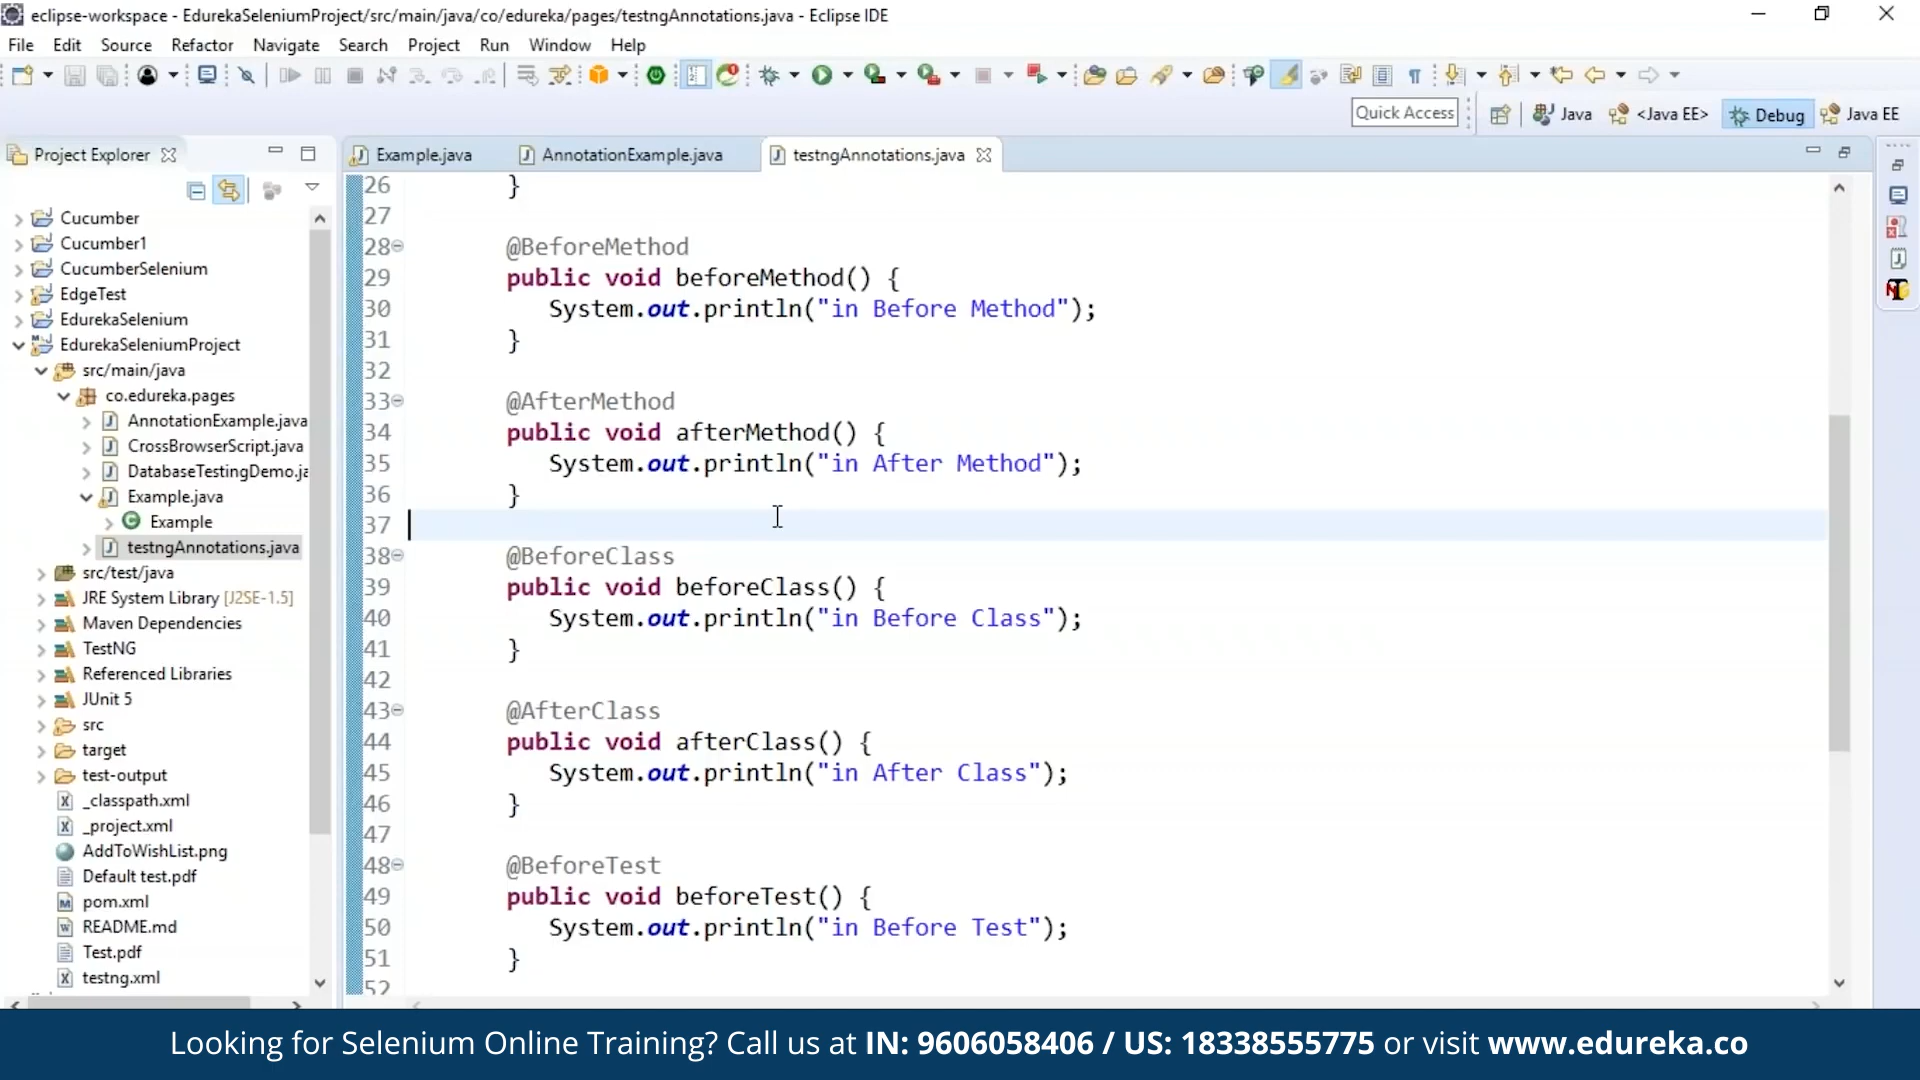 eclipse-workspace - EdurekaSeleniumProject/src/main/java/co/edureka/pages/testngAnnotations.java - Eclipse IDE
File Edit Source Refactor Navigate Search Project Run Window Help
Quick Access Java <Java EE> Debug Java EE
Project Explorer
Example.java AnnotationExample.java testngAnnotations.java
Cucumber
Cucumber1
CucumberSelenium
EdgeTest
EdurekaSelenium
EdurekaSeleniumProject
src/main/java
co.edureka.pages
AnnotationExample.java
CrossBrowserScript.java
DatabaseTestingDemo.ja
Example.java
Example
testngAnnotations.java
src/test/java
JRE System Library [J2SE-1.5]
Maven Dependencies
TestNG
Referenced Libraries
JUnit 5
src
target
test-output
_classpath.xml
_project.xml
AddToWishList.png
Default test.pdf
pom.xml
README.md
Test.pdf
testng.xml
26 }
27
28 @BeforeMethod
29 public void beforeMethod() {
30 System.out.println("in Before Method");
31 }
32
33 @AfterMethod
34 public void afterMethod() {
35 System.out.println("in After Method");
36 }
37
38 @BeforeClass
39 public void beforeClass() {
40 System.out.println("in Before Class");
41 }
42
43 @AfterClass
44 public void afterClass() {
45 System.out.println("in After Class");
46 }
47
48 @BeforeTest
49 public void beforeTest() {
50 System.out.println("in Before Test");
51 }
52
Looking for Selenium Online Training? Call us at IN: 9606058406 / US: 18338555775 or visit www.edureka.co